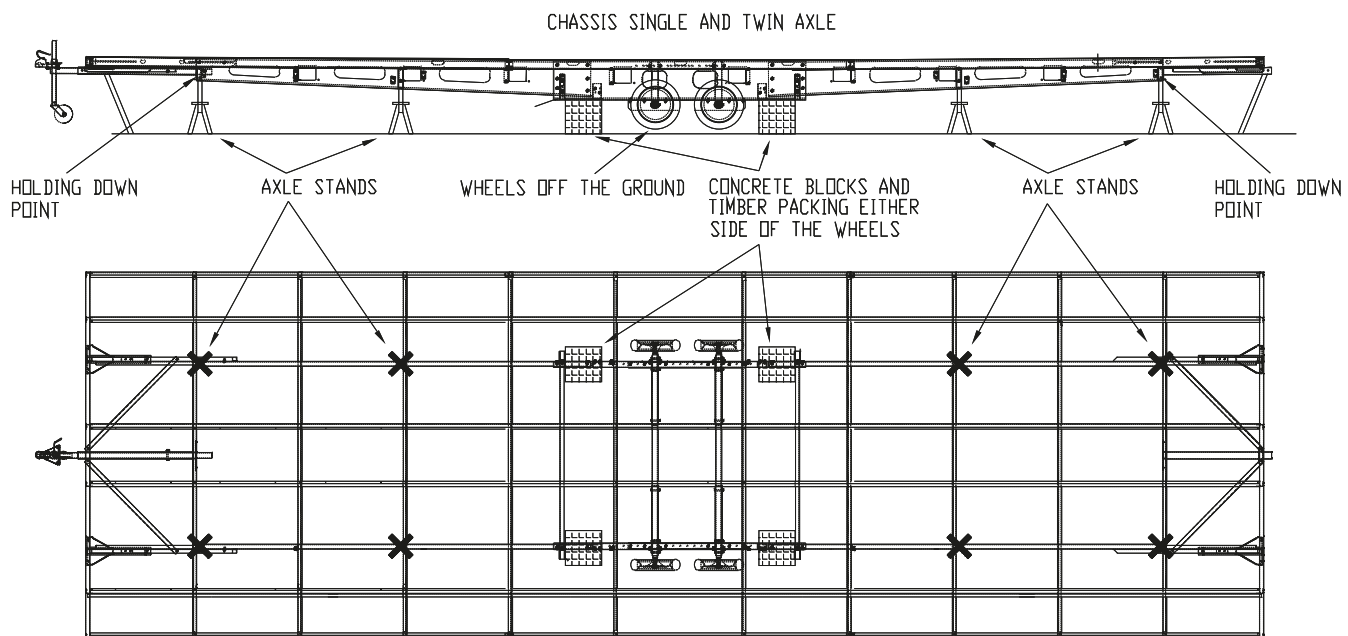 CHASSIS SINGLE AND TWIN AXLE
HOLDING DOWN
POINT
AXLE STANDS
WHEELS OFF THE GROUND
CONCRETE BLOCKS AND
TIMBER PACKING EITHER
SIDE OF THE WHEELS
AXLE STANDS
HOLDING DOWN
POINT